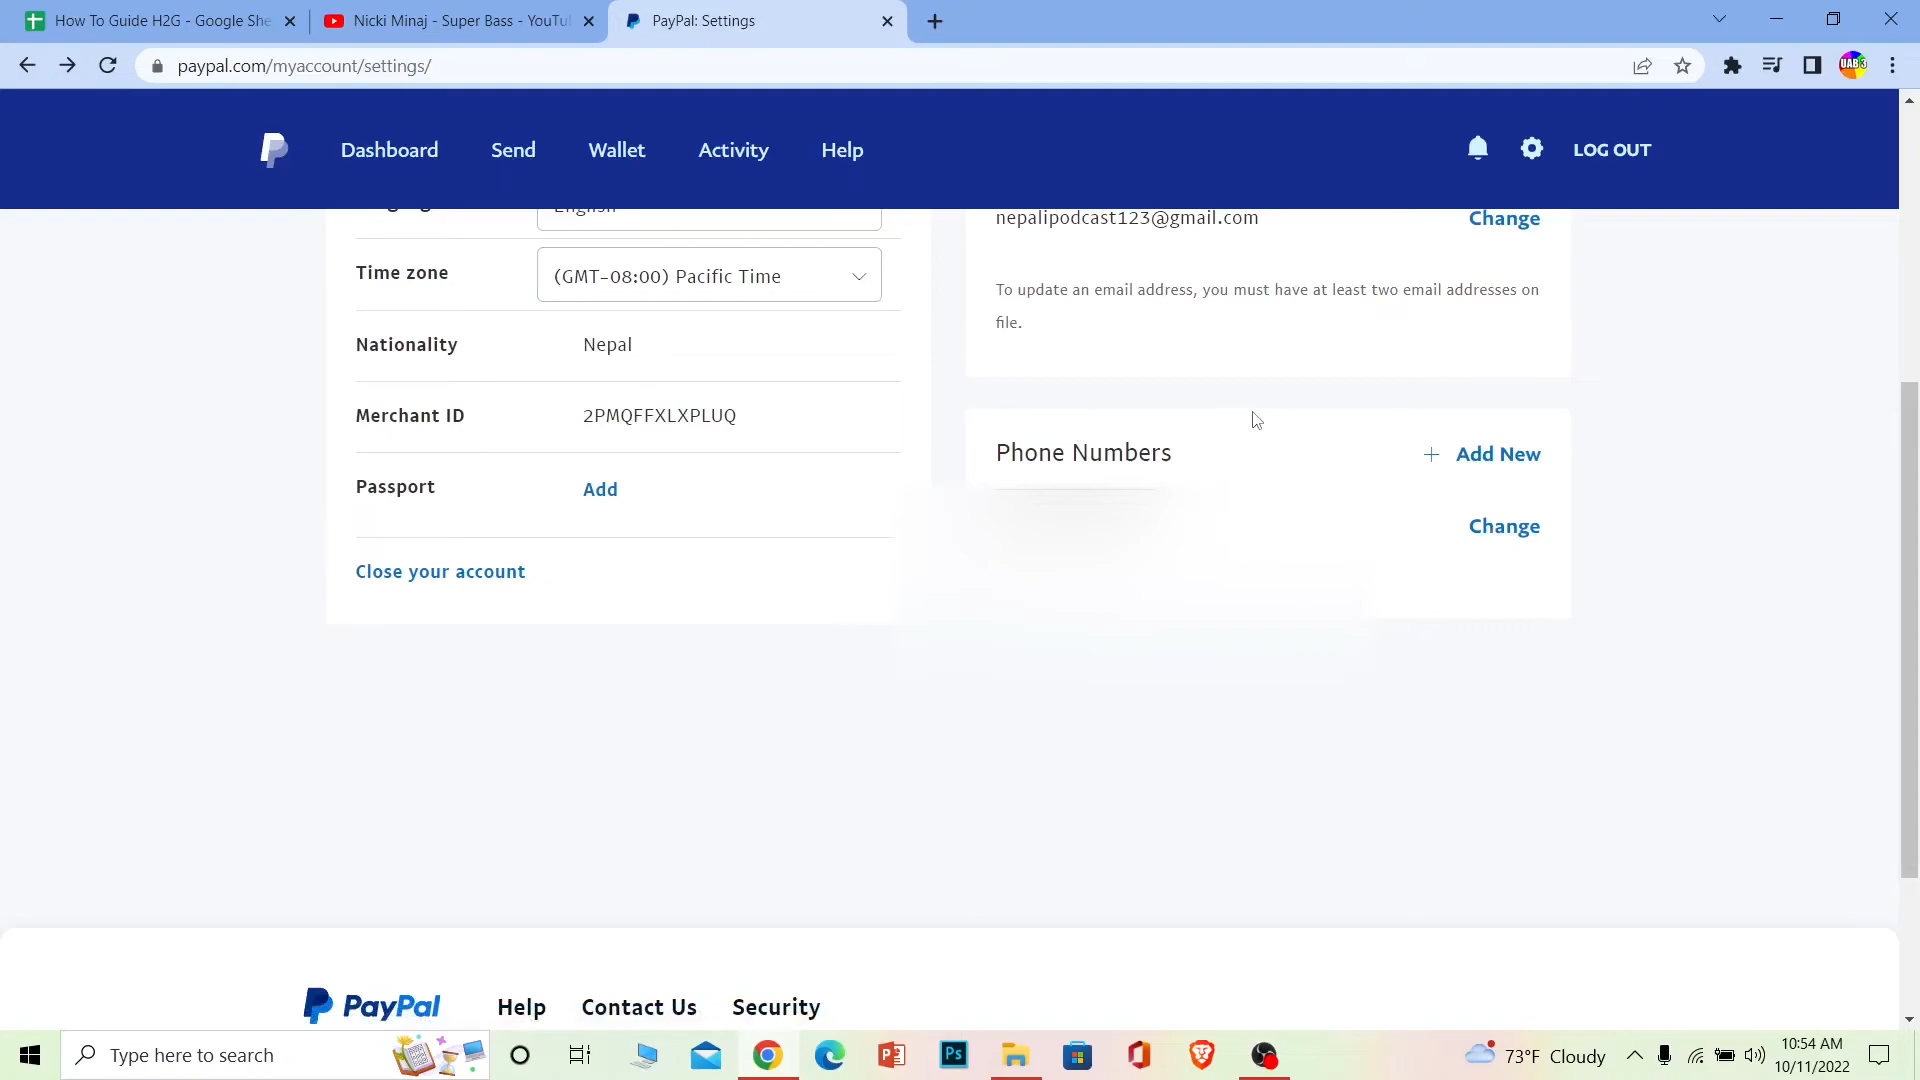 How To Guide H2G - Google She
Nicki Minaj - Super Bass - YouTu
PayPal: Settings
paypal.com/myaccount/settings/
UAB 3
Dashboard
Send
Wallet
Activity
Help
LOG OUT
English
nepalipodcast123@gmail.com
Change
Time zone
(GMT-08:00) Pacific Time
To update an email address, you must have at least two email addresses on
file.
Nationality
Nepal
Merchant ID
2PMQFFXLXPLUQ
Phone Numbers
+ Add New
Passport
Add
Change
Close your account
PayPal
Help
Contact Us
Security
Type here to search
Ps
73°F Cloudy
10:54 AM
10/11/2022